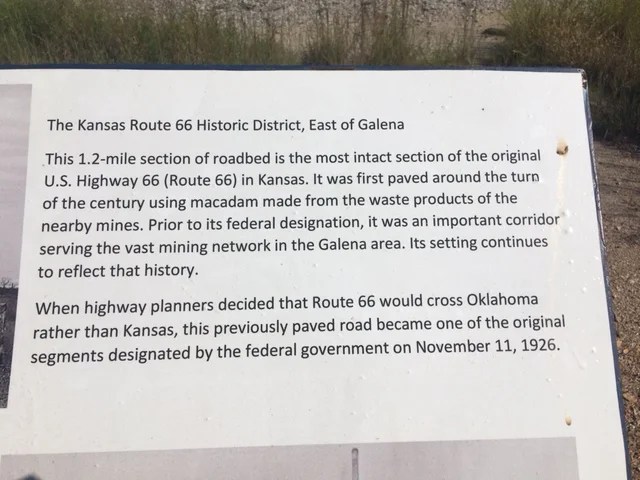 The Kansas Route 66 Historic District, East of Galena
This 1.2-mile section of roadbed is the most intact section of the original
U.S. Highway 66 (Route 66) in Kansas. It was first paved around the turn
of the century using macadam made from the waste products of the
nearby mines. Prior to its federal designation, it was an important corridor
serving the vast mining network in the Galena area. Its setting continues
to reflect that history.
When highway planners decided that Route 66 would cross Oklahoma
rather than Kansas, this previously paved road became one of the original
segments designated by the federal government on November 11, 1926.